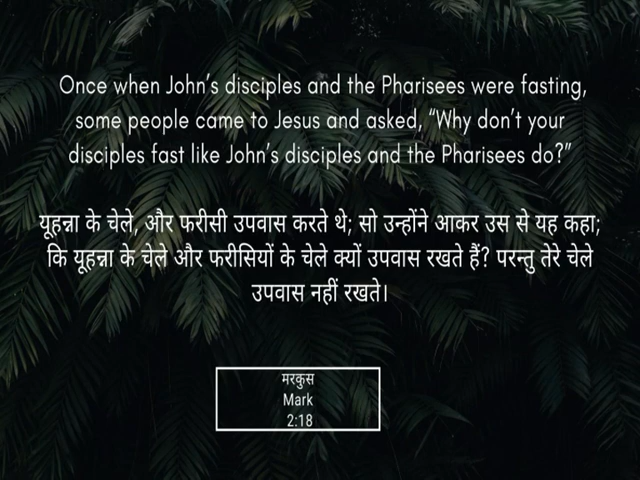 Once when John's disciples and the Pharisees were fasting,
some people came to Jesus and asked, “Why don't your
disciples fast like John's disciples and the Pharisees do?”
यूहन्ना के चेले, और फरीसी उपवास करते थे; सो उन्होंने आकर उस से यह कहा;
कि यूहन्ना के चेले और फरीसियों के चेले क्यों उपवास रखते हैं? परन्तु तेरे चेले
उपवास नहीं रखते।
मरकुस
Mark
2:18